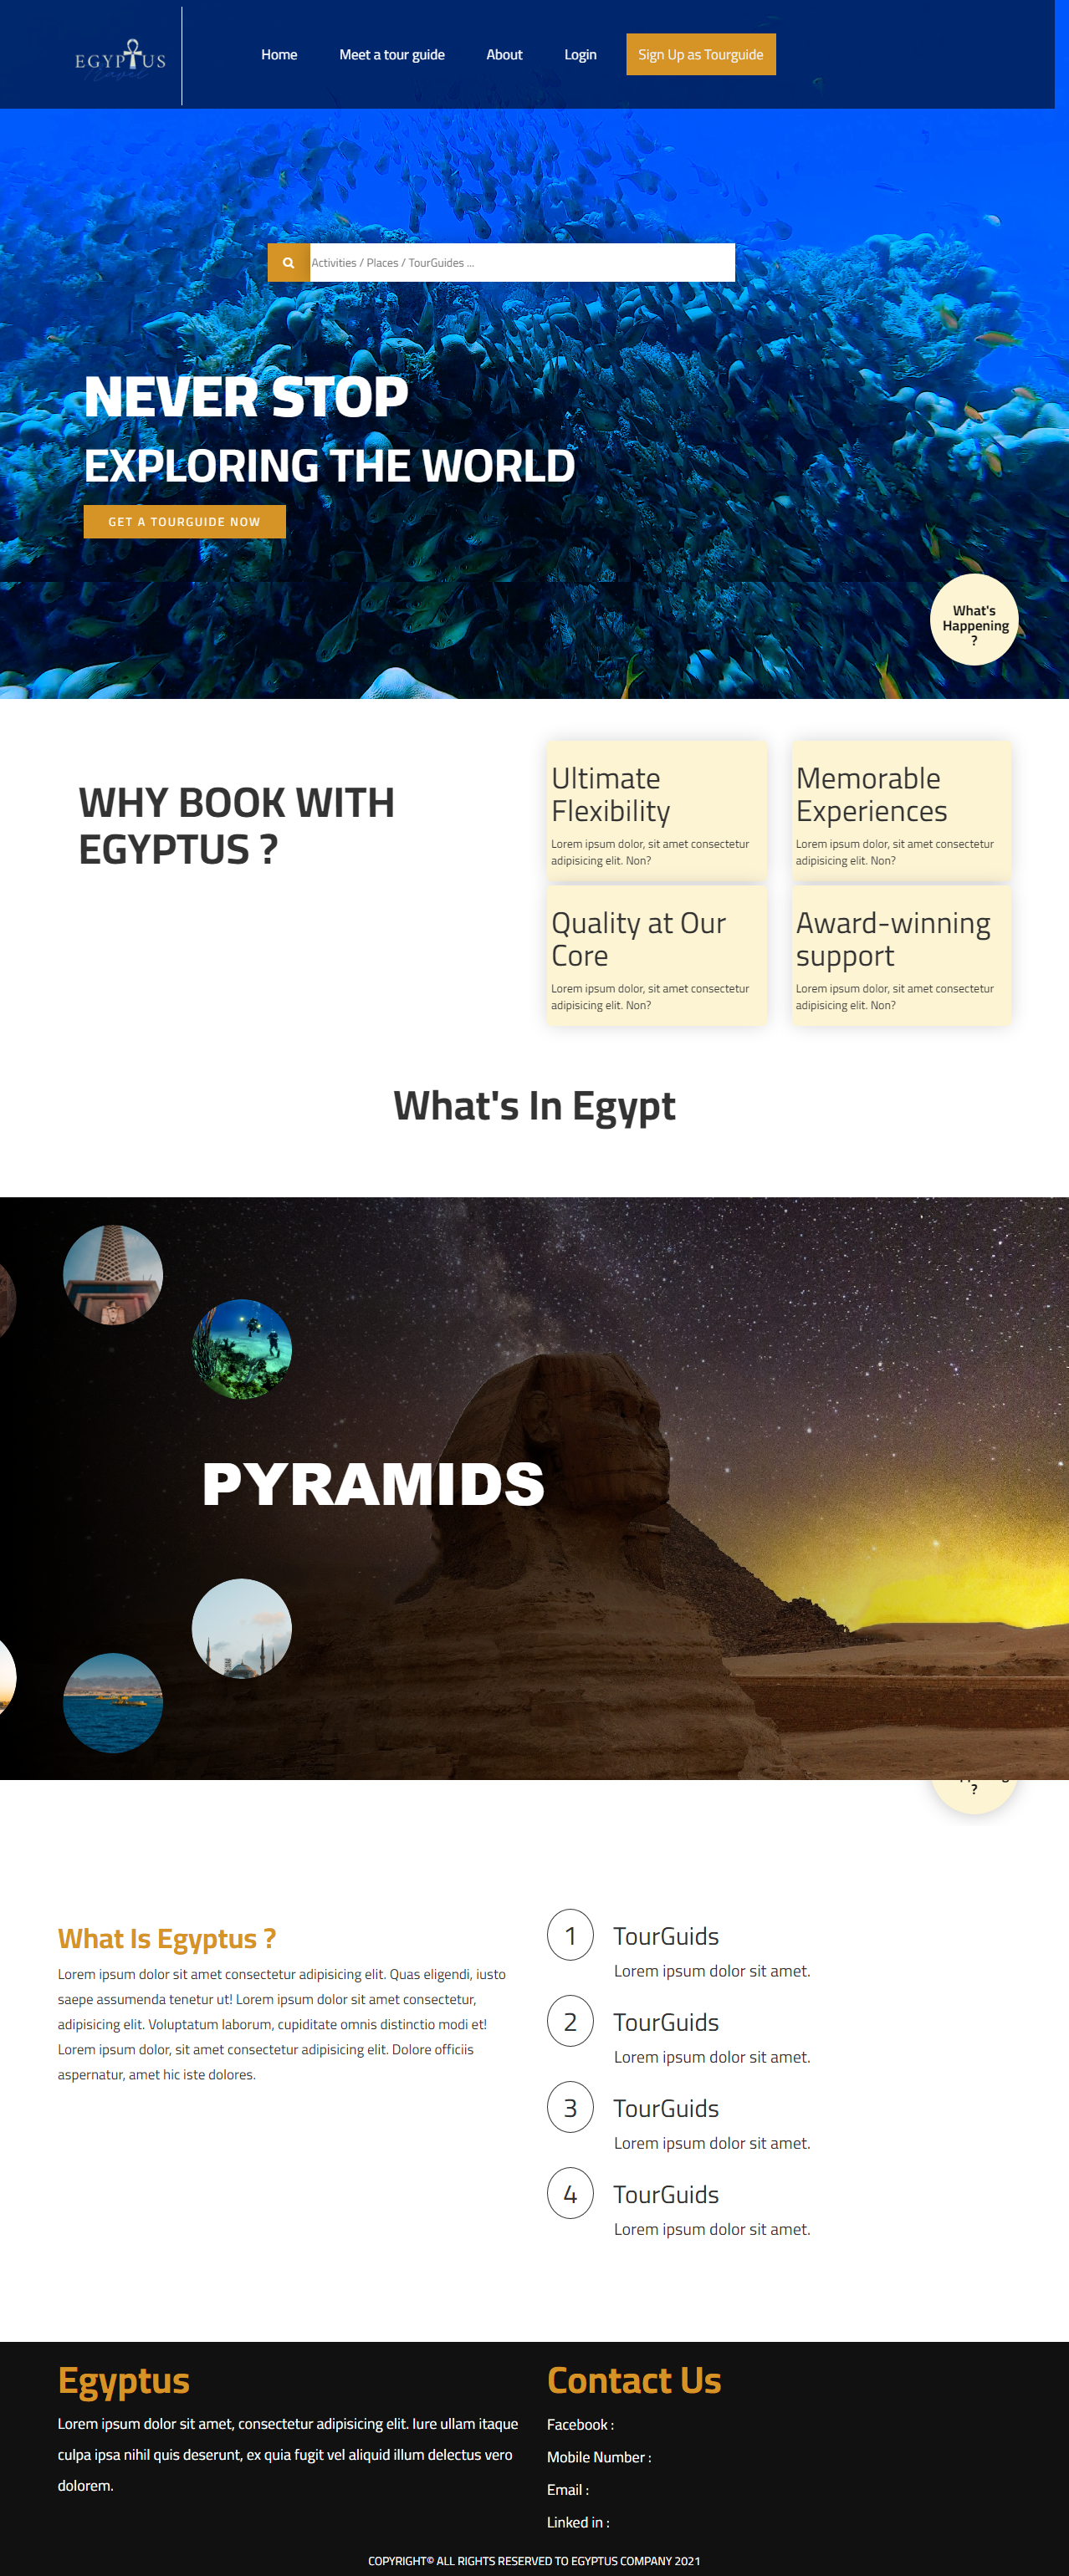 EGYPTUS
Travel
Home
Meet a tour guide
About
Login
Sign Up as Tourguide
Activities / Places / TourGuides ...
NEVER STOP
EXPLORING THE WORLD
GET A TOURGUIDE NOW
What's
Happening
?
WHY BOOK WITH
EGYPTUS ?
Ultimate
Flexibility
Lorem ipsum dolor, sit amet consectetur
adipisicing elit. Non?
Memorable
Experiences
Lorem ipsum dolor, sit amet consectetur
adipisicing elit. Non?
Quality at Our
Core
Lorem ipsum dolor, sit amet consectetur
adipisicing elit. Non?
Award-winning
support
Lorem ipsum dolor, sit amet consectetur
adipisicing elit. Non?
What's In Egypt
PYRAMIDS
?
What Is Egyptus ?
Lorem ipsum dolor sit amet consectetur adipisicing elit. Quas eligendi, iusto
saepe assumenda tenetur ut! Lorem ipsum dolor sit amet consectetur,
adipisicing elit. Voluptatum laborum, cupiditate omnis distinctio modi et!
Lorem ipsum dolor, sit amet consectetur adipisicing elit. Dolore officiis
aspernatur, amet hic iste dolores.
1
TourGuids
Lorem ipsum dolor sit amet.
2
TourGuids
Lorem ipsum dolor sit amet.
3
TourGuids
Lorem ipsum dolor sit amet.
4
TourGuids
Lorem ipsum dolor sit amet.
Egyptus
Lorem ipsum dolor sit amet, consectetur adipisicing elit. Iure ullam itaque
culpa ipsa nihil quis deserunt, ex quia fugit vel aliquid illum delectus vero
dolorem.
Contact Us
Facebook :
Mobile Number :
Email :
Linked in :
COPYRIGHT© ALL RIGHTS RESERVED TO EGYPTUS COMPANY 2021